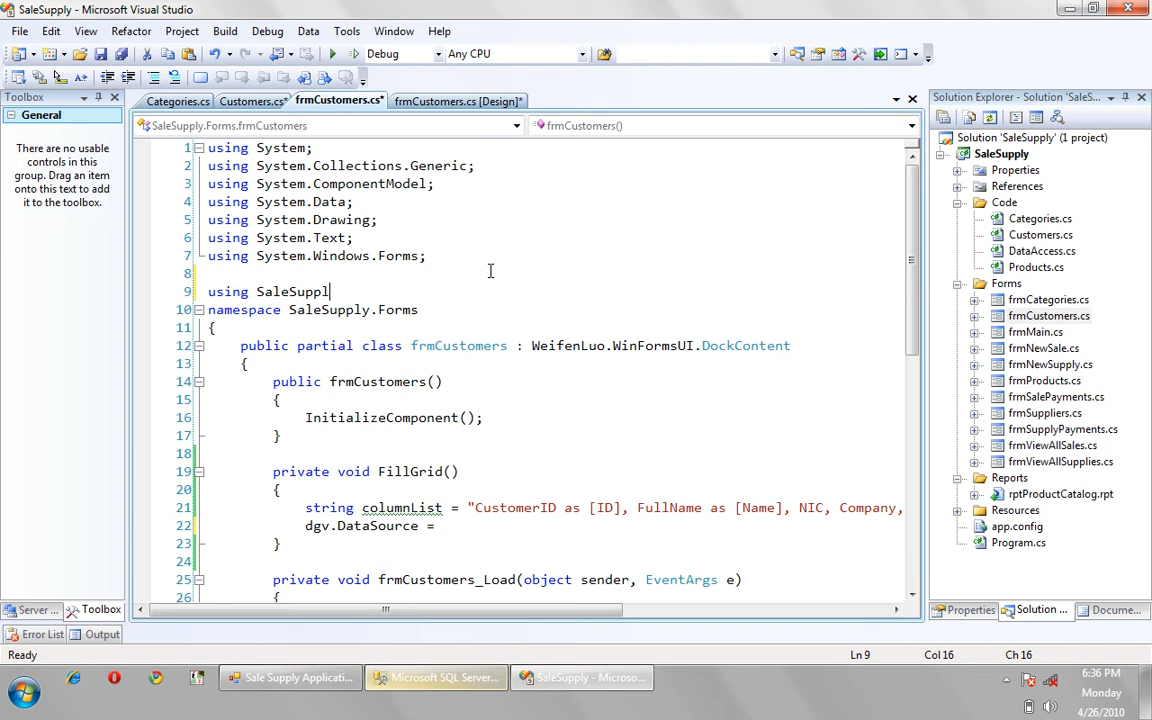 SaleSupply - Microsoft Visual Studio
File Edit View Refactor Project Build Debug Data Tools Window Help
Debug Any CPU
Toolbox
General
There are no usable
controls in this
group. Drag an item
onto this text to add
it to the toolbox.
Server ... Toolbox
Error List Output
Categories.cs Customers.cs* frmCustomers.cs* frmCustomers.cs [Design]*
SaleSupply.Forms.frmCustomers frmCustomers()
1 using System;
2 using System.Collections.Generic;
3 using System.ComponentModel;
4 using System.Data;
5 using System.Drawing;
6 using System.Text;
7 using System.Windows.Forms;
8
9 using SaleSuppl
10 namespace SaleSupply.Forms
11 {
12 public partial class frmCustomers : WeifenLuo.WinFormsUI.DockContent
13 {
14 public frmCustomers()
15 {
16 InitializeComponent();
17 }
18
19 private void FillGrid()
20 {
21 string columnList = "CustomerID as [ID], FullName as [Name], NIC, Company,
22 dgv.DataSource =
23 }
24
25 private void frmCustomers_Load(object sender, EventArgs e)
26 {
Solution Explorer - Solution 'SaleS...
Solution 'SaleSupply' (1 project)
SaleSupply
Properties
References
Code
Categories.cs
Customers.cs
DataAccess.cs
Products.cs
Forms
frmCategories.cs
frmCustomers.cs
frmMain.cs
frmNewSale.cs
frmNewSupply.cs
frmProducts.cs
frmSalePayments.cs
frmSuppliers.cs
frmSupplyPayments.cs
frmViewAllSales.cs
frmViewAllSupplies.cs
Reports
rptProductCatalog.rpt
Resources
app.config
Program.cs
Properties Solution ... Docume...
Ready Ln 9 Col 16 Ch 16
Sale Supply Applicati... Microsoft SQL Server... SaleSupply - Microso...
6:36 PM
Monday
4/26/2010